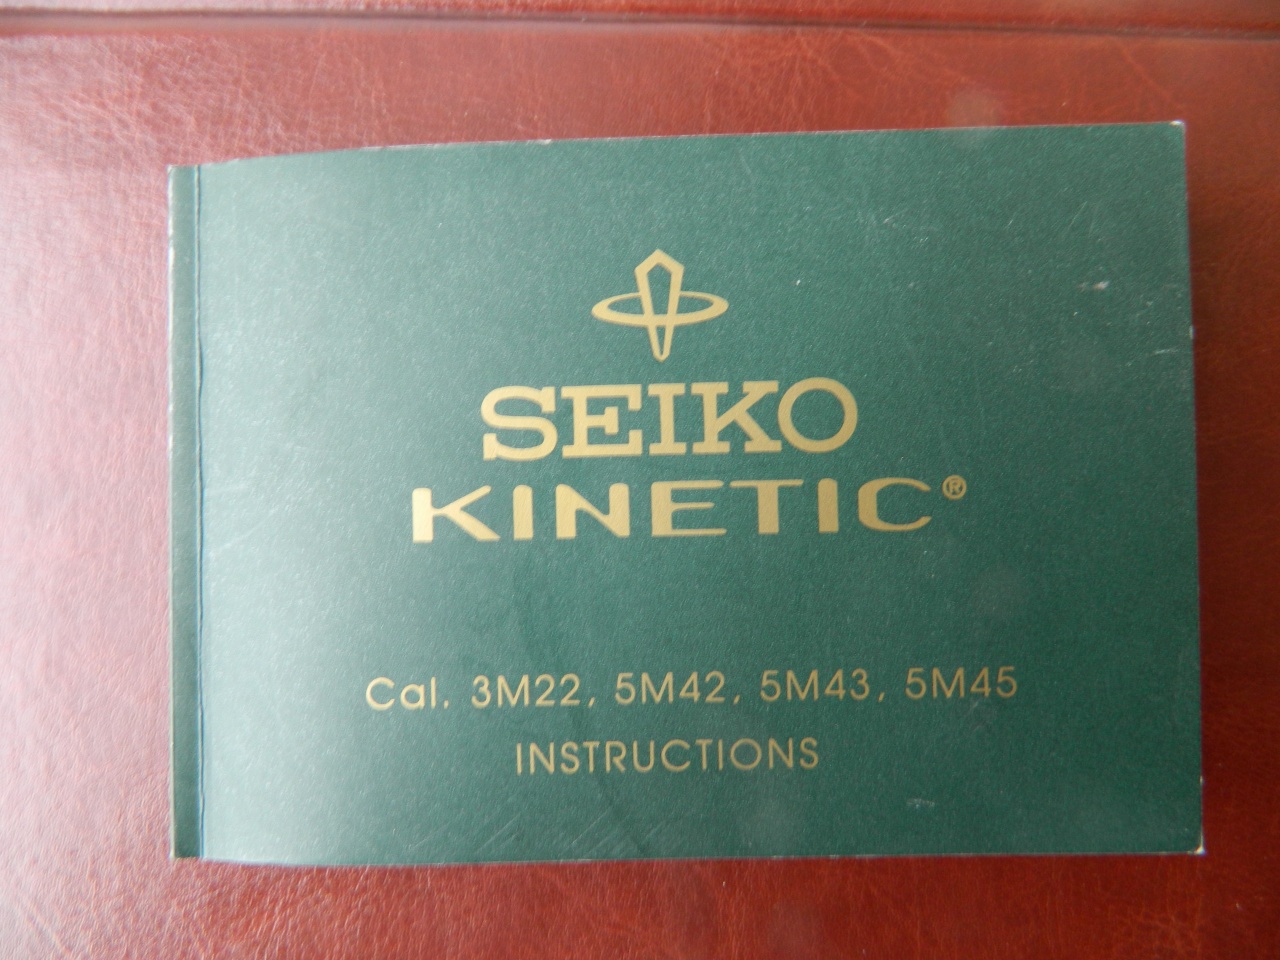 SEIKO
KINETIC®
Cal. 3M22, 5M42, 5M43, 5M45
INSTRUCTIONS